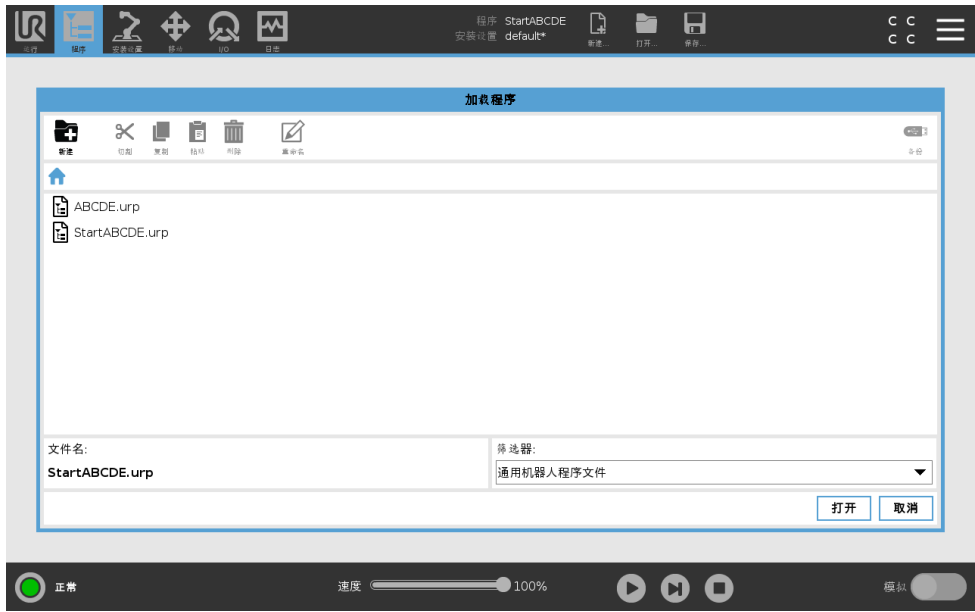 程序 StartABCDE
安装设置 default*
C C
C C
运行
程序
安装设置
移动
I/O
日志
新建...
打开...
保存...
加载程序
新建
切割
复制
粘贴
删除
重命名
备份
ABCDE.urp
StartABCDE.urp
文件名:
筛选器:
StartABCDE.urp
通用机器人程序文件
打开
取消
正常
速度
100%
模拟